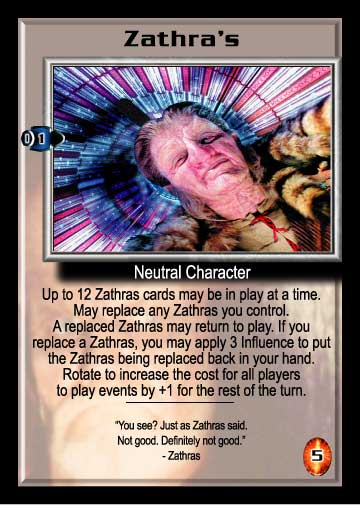 Zathra's
0 1
Neutral Character
Up to 12 Zathras cards may be in play at a time.
May replace any Zathras you control.
A replaced Zathras may return to play. If you
replace a Zathras, you may apply 3 Influence to put
the Zathras being replaced back in your hand.
Rotate to increase the cost for all players
to play events by +1 for the rest of the turn.
"You see? Just as Zathras said.
Not good. Definitely not good."
- Zathras
5